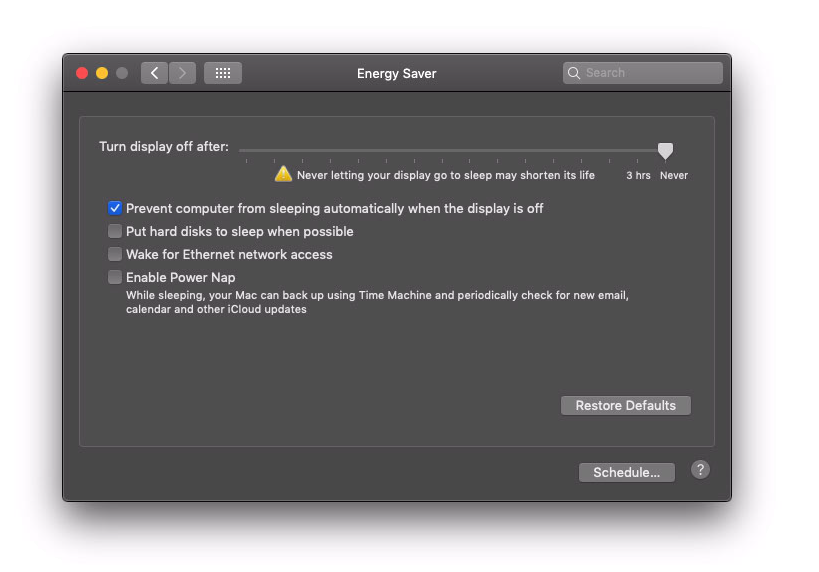 Energy Saver
Search
Turn display off after:
Never letting your display go to sleep may shorten its life
3 hrs
Never
Prevent computer from sleeping automatically when the display is off
Put hard disks to sleep when possible
Wake for Ethernet network access
Enable Power Nap
While sleeping, your Mac can back up using Time Machine and periodically check for new email,
calendar and other iCloud updates
Restore Defaults
Schedule...
?